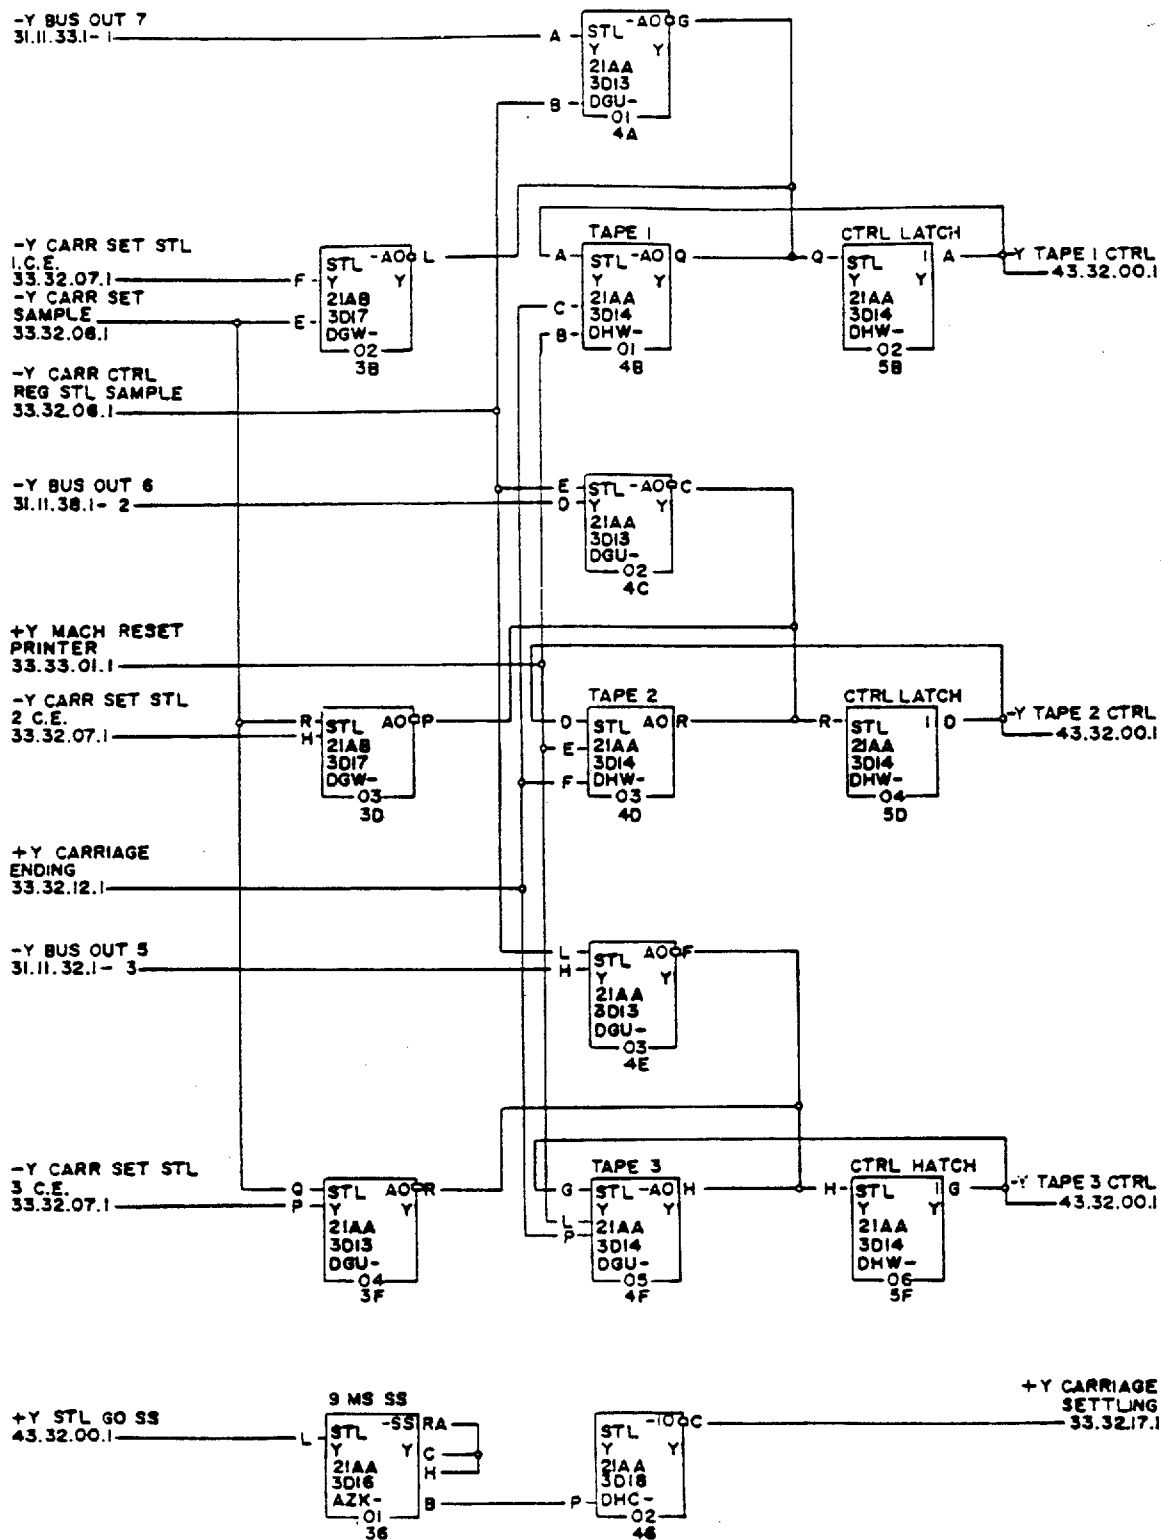 -Y BUS OUT 7
31.11.33.1- 1
A
B
STL -AO G
Y Y
21AA
3D13
DGU-
01
4A
-Y CARR SET STL
1.C.E.
33.32.07.1
-Y CARR SET
SAMPLE
33.32.06.1
F
E
STL -AO L
Y Y
21AB
3D17
DGW-
02
3B
TAPE 1
A
C
B
STL -AO Q
Y Y
21AA
3D14
DHW-
01
4B
CTRL LATCH
Q
STL 1 A
Y Y
21AA
3D14
DHW-
02
5B
-Y TAPE 1 CTRL
43.32.00.1
-Y CARR CTRL
REG STL SAMPLE
33.32.06.1
-Y BUS OUT 6
31.11.38.1- 2
E
D
STL -AO C
Y Y
21AA
3D13
DGU-
02
4C
+Y MACH RESET
PRINTER
33.33.01.1
-Y CARR SET STL
2 C.E.
33.32.07.1
R
H
STL AO P
21AB
3D17
DGW-
03
3D
TAPE 2
D
E
F
STL AO R
21AA
3D14
DHW-
03
4D
CTRL LATCH
R
STL 1 D
21AA
3D14
DHW-
04
5D
-Y TAPE 2 CTRL
43.32.00.1
+Y CARRIAGE
ENDING
33.32.12.1
-Y BUS OUT 5
31.11.32.1- 3
L
H
STL AO F
Y Y
21AA
3D13
DGU-
03
4E
-Y CARR SET STL
3 C.E.
33.32.07.1
Q
P
STL AO R
Y Y
21AA
3D13
DGU-
04
3F
TAPE 3
G
L
P
STL -AO H
Y Y
21AA
3D14
DGU-
05
4F
CTRL HATCH
H
STL 1 G
Y Y
21AA
3D14
DHW-
06
5F
-Y TAPE 3 CTRL
43.32.00.1
+Y STL GO SS
43.32.00.1
9 MS SS
L
STL -SS RA
Y Y C
H
21AA
3D16
AZK- B
01
36
P
STL -IO C
Y Y
21AA
3D18
DHC-
02
46
+Y CARRIAGE
SETTLING
33.32.17.1